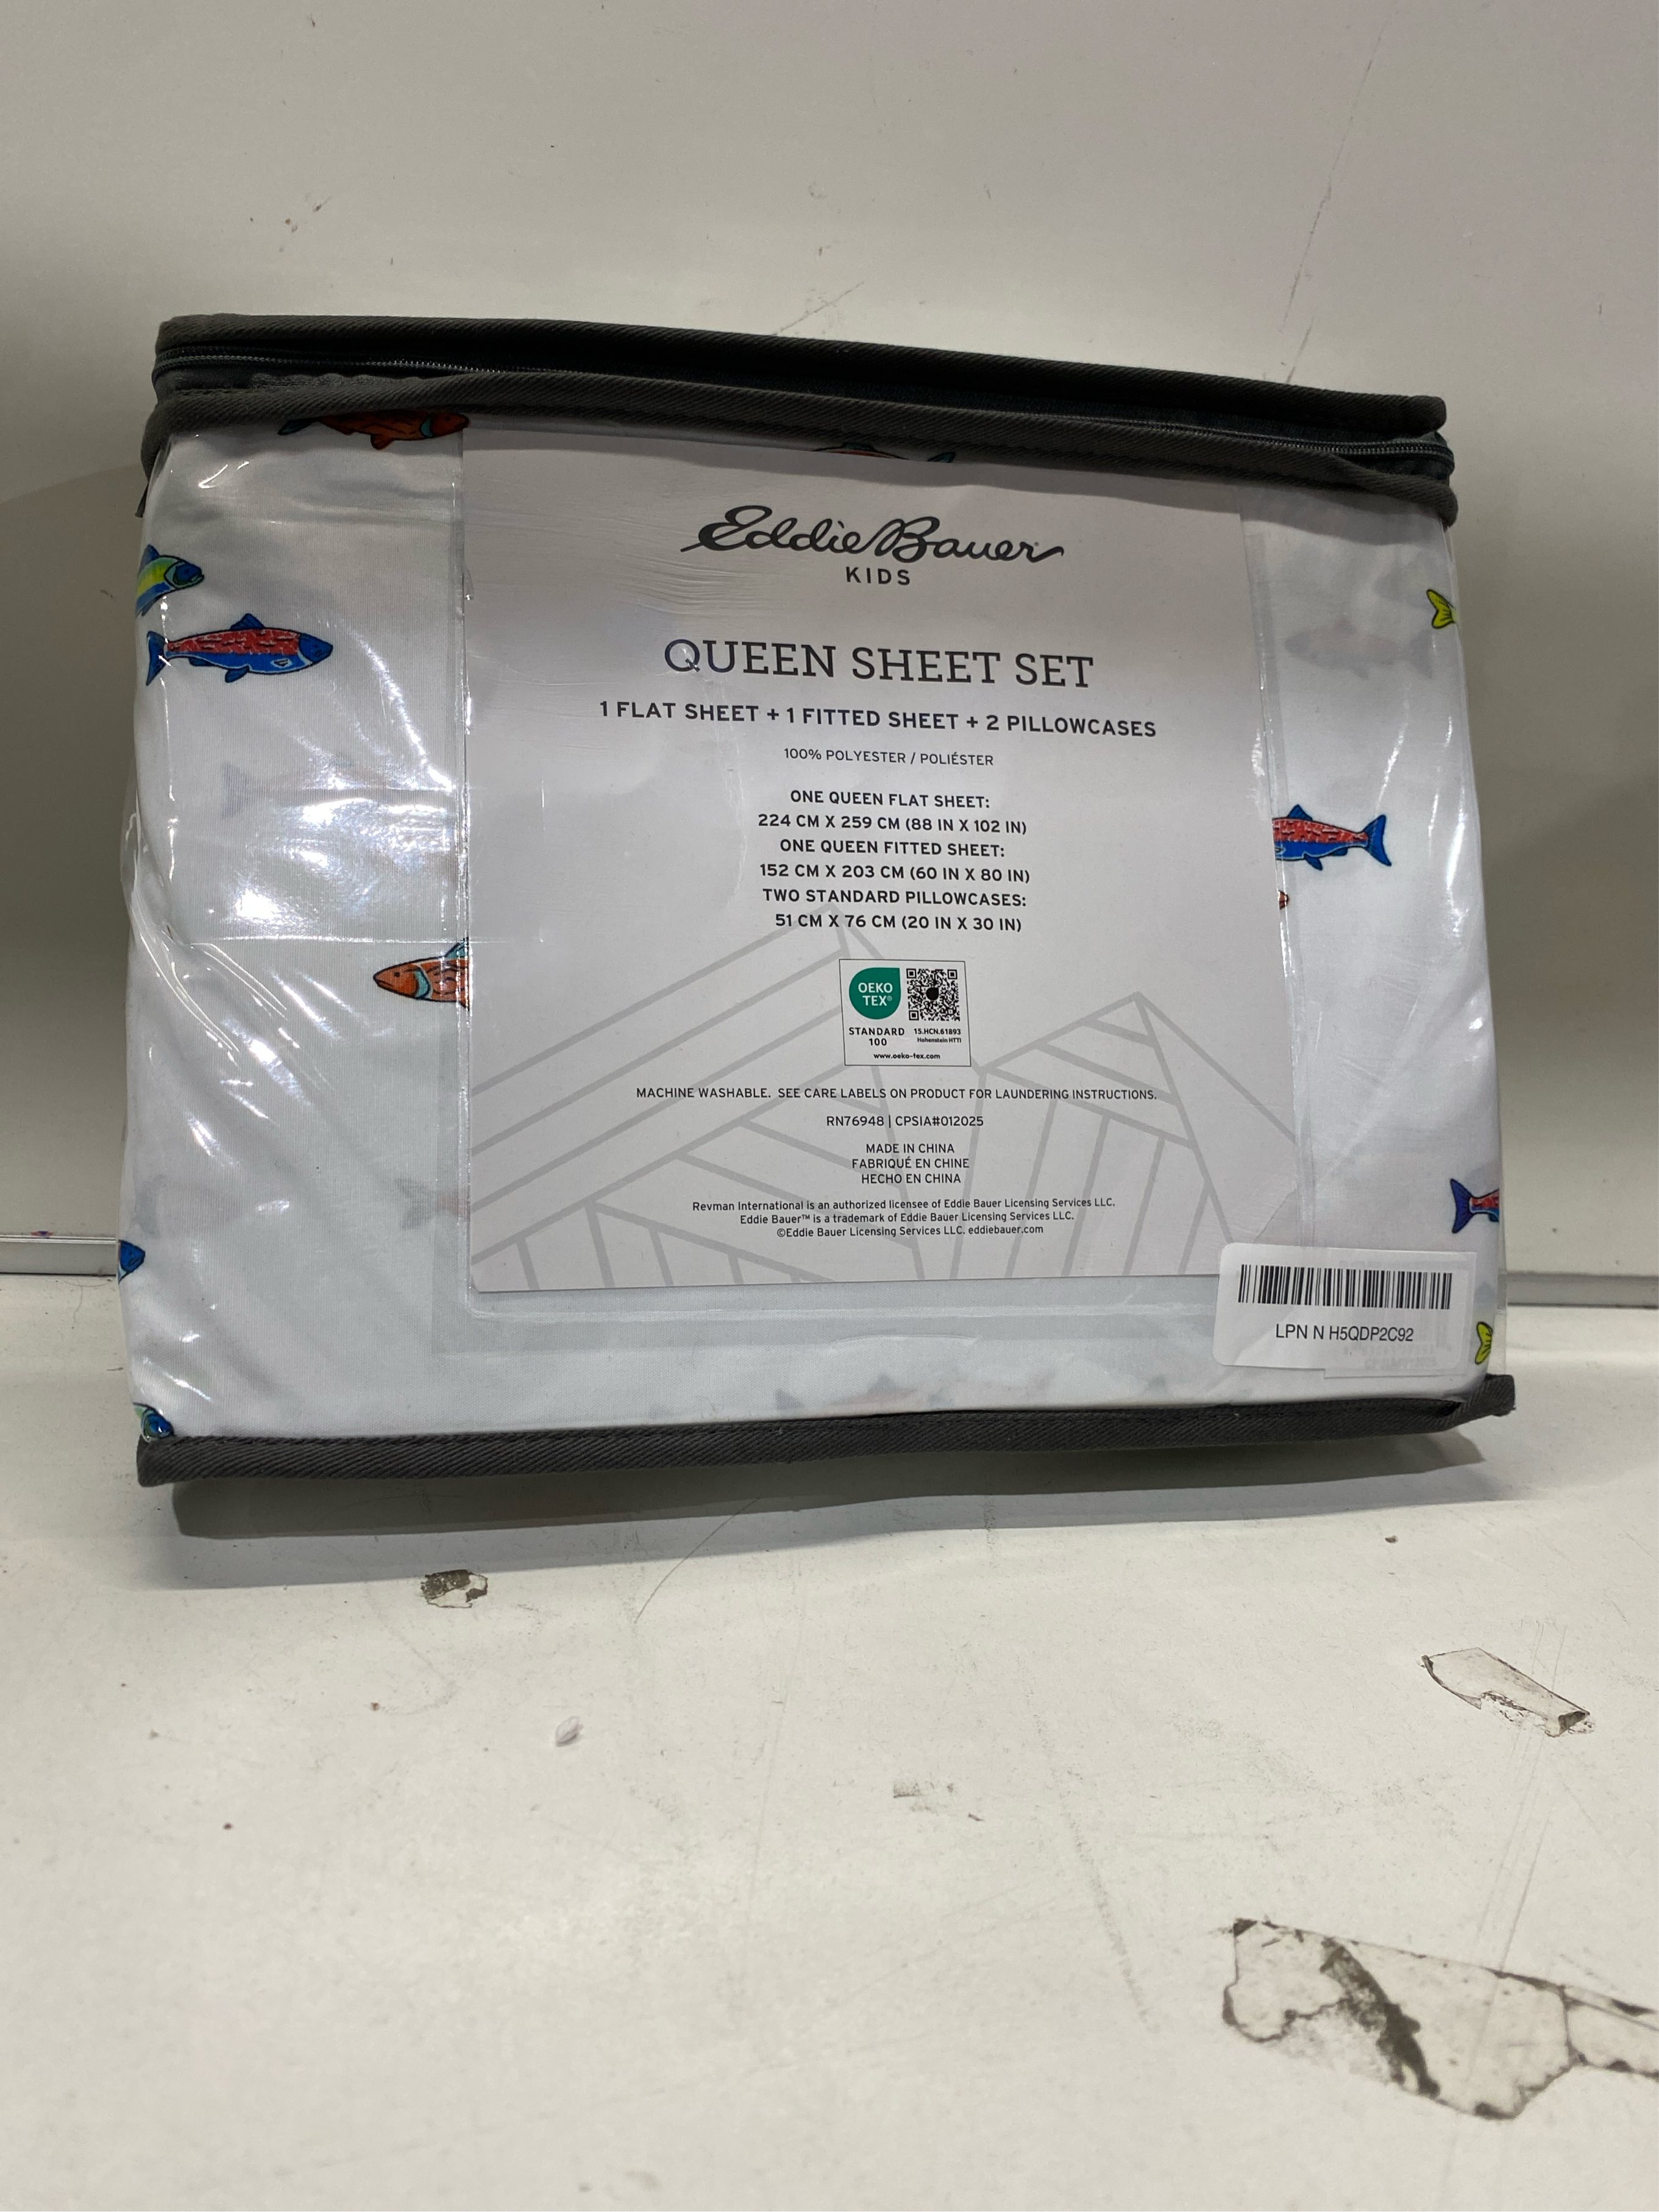 Eddie Bauer
KIDS
QUEEN SHEET SET
1 FLAT SHEET + 1 FITTED SHEET + 2 PILLOWCASES
100% POLYESTER / POLIÉSTER
ONE QUEEN FLAT SHEET:
224 CM X 259 CM (88 IN X 102 IN)
ONE QUEEN FITTED SHEET:
152 CM X 203 CM (60 IN X 80 IN)
TWO STANDARD PILLOWCASES:
51 CM X 76 CM (20 IN X 30 IN)
OEKO
TEX®
STANDARD
100
15.HCN.61893
Hohenstein HTTI
www.oeko-tex.com
MACHINE WASHABLE. SEE CARE LABELS ON PRODUCT FOR LAUNDERING INSTRUCTIONS.
RN76948 | CPSIA#012025
MADE IN CHINA
FABRIQUÉ EN CHINE
HECHO EN CHINA
Revman International is an authorized licensee of Eddie Bauer Licensing Services LLC.
Eddie Bauer™ is a trademark of Eddie Bauer Licensing Services LLC.
©Eddie Bauer Licensing Services LLC. eddiebauer.com
LPN N H5QDP2C92